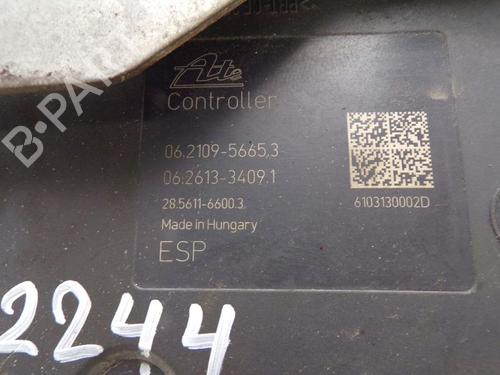 Ate
Controller
06.2109-5665.3
06.2613-3409.1
28.5611-6600.3
6103130002D
Made in Hungary
ESP
2244
B-PARTS